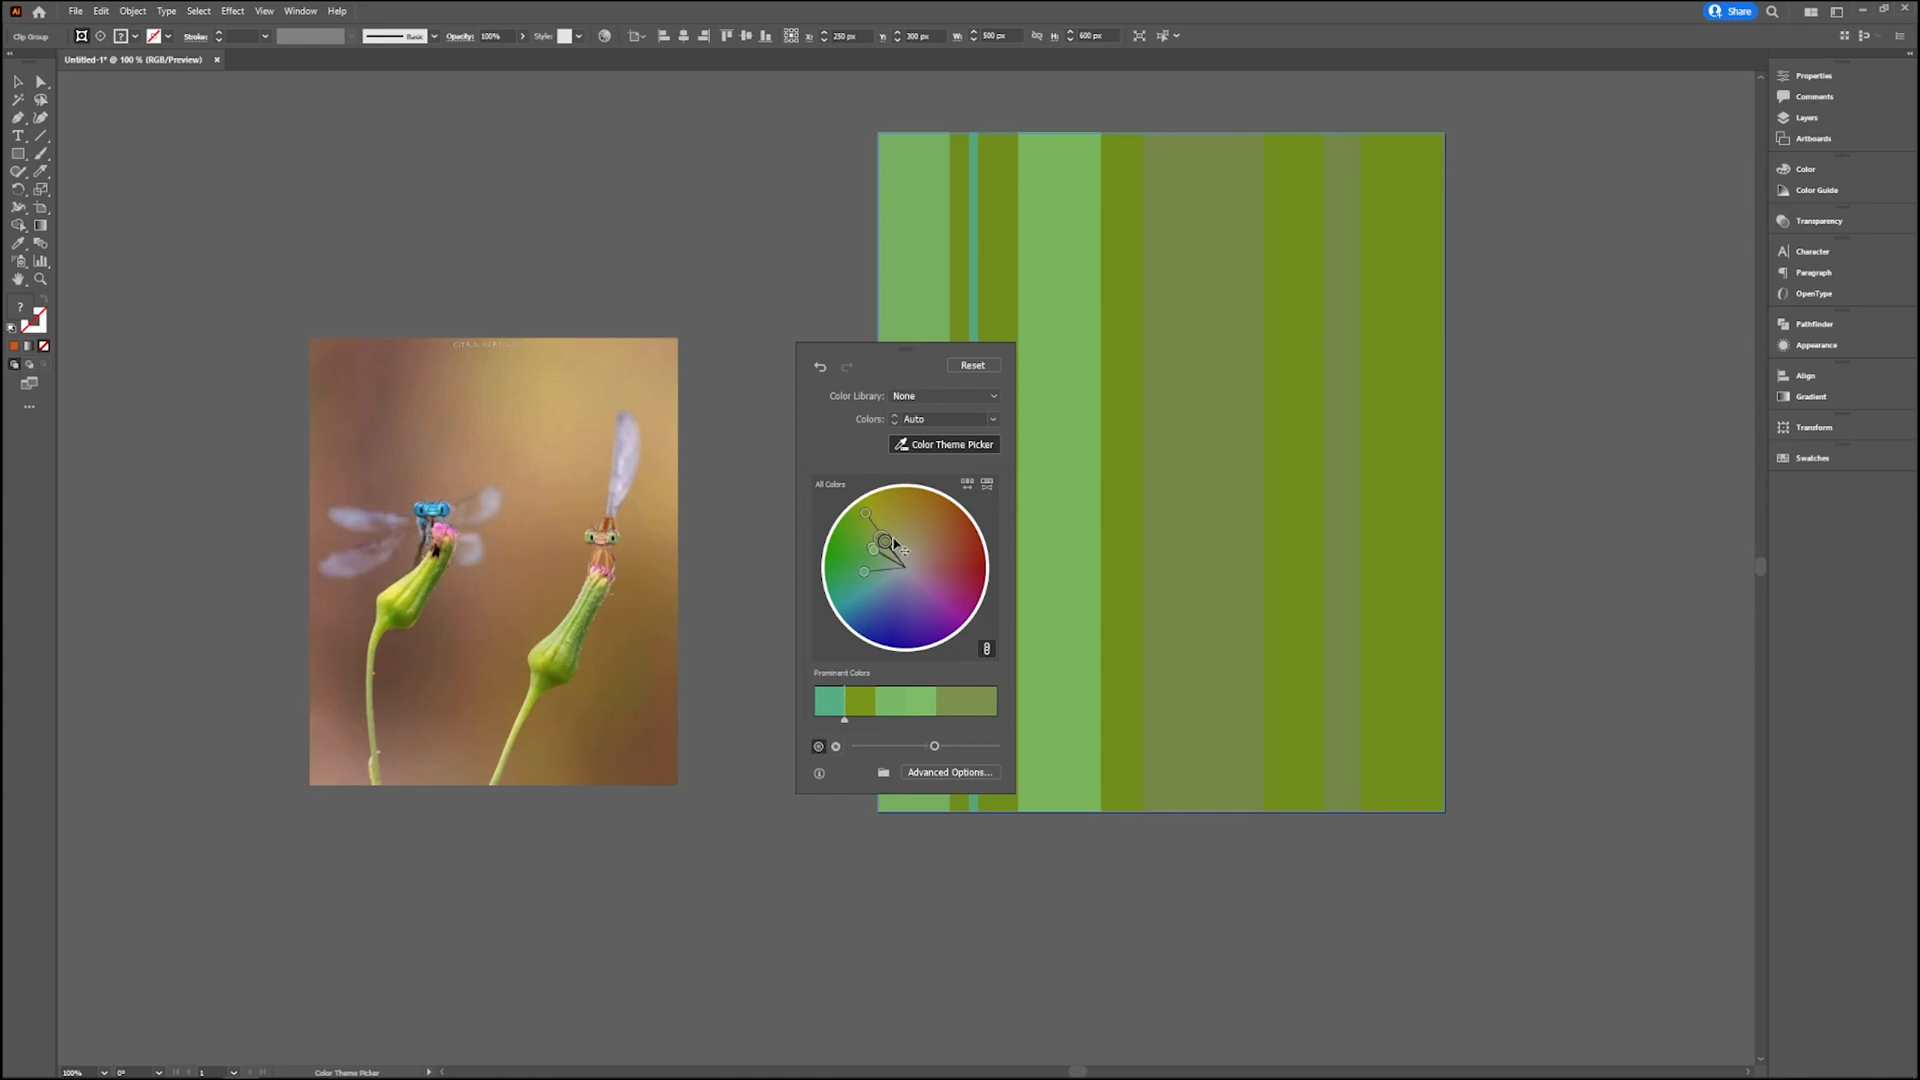 File Edit Object Type Select Effect View Window Help
Share
Clip Group
Stroke:
Basic
Opacity: 100%
Style:
X: 250 px
Y: 300 px
W: 500 px
H: 600 px
Untitled-1* @ 100 % (RGB/Preview)
Properties
Comments
Layers
Artboards
Color
Color Guide
Transparency
Character
Paragraph
OpenType
Pathfinder
Appearance
Align
Gradient
Transform
Swatches
Reset
Color Library: None
Colors: Auto
Color Theme Picker
All Colors
Prominent Colors
Advanced Options...
100%
0°
1
Color Theme Picker